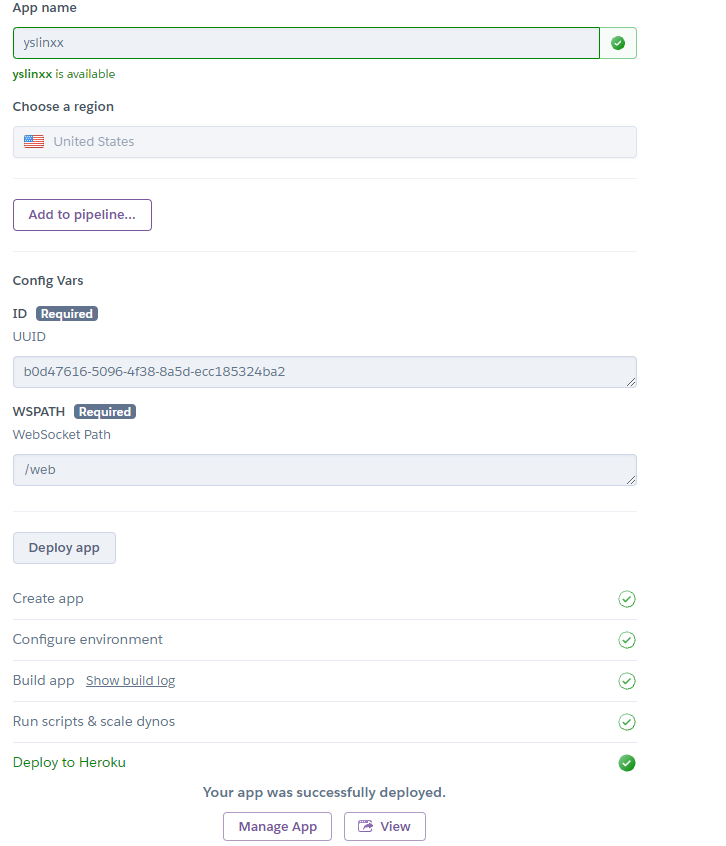 App name
yslinxx
yslinxx is available
Choose a region
United States
Add to pipeline...
Config Vars
ID Required
UUID
b0d47616-5096-4f38-8a5d-ecc185324ba2
WSPATH Required
WebSocket Path
/web
Deploy app
Create app
Configure environment
Build app Show build log
Run scripts & scale dynos
Deploy to Heroku
Your app was successfully deployed.
Manage App View